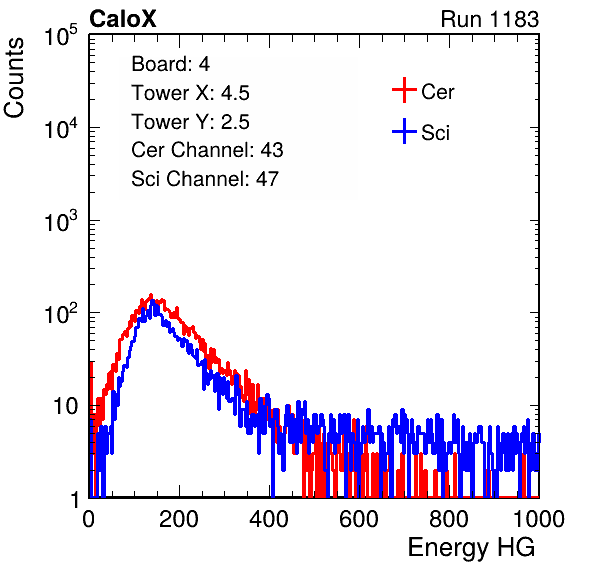 CaloX Run 1183
Counts
10^5
10^4
10^3
10^2
10
1
Board: 4
Tower X: 4.5
Tower Y: 2.5
Cer Channel: 43
Sci Channel: 47
Cer
Sci
0 200 400 600 800 1000
Energy HG